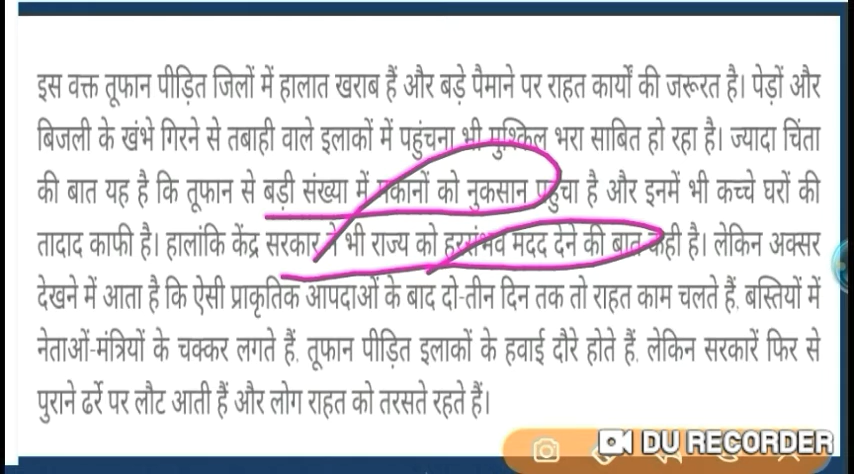 इस वक्त तूफान पीड़ित जिलों में हालात खराब हैं और बड़े पैमाने पर राहत कार्यों की जरूरत है। पेड़ों और
बिजली के खंभे गिरने से तबाही वाले इलाकों में पहुंचना भी मुश्किल भरा साबित हो रहा है। ज्यादा चिंता
की बात यह है कि तूफान से बड़ी संख्या में मकानों को नुकसान पहुंचा है और इनमें भी कच्चे घरों की
तादाद काफी है। हालांकि केंद्र सरकार ने भी राज्य को हरसंभव मदद देने की बात कही है। लेकिन अक्सर
देखने में आता है कि ऐसी प्राकृतिक आपदाओं के बाद दो-तीन दिन तक तो राहत काम चलते हैं, बस्तियों में
नेताओं-मंत्रियों के चक्कर लगते हैं, तूफान पीड़ित इलाकों के हवाई दौरे होते हैं, लेकिन सरकारें फिर से
पुराने ढर्रे पर लौट आती हैं और लोग राहत को तरसते रहते हैं।
DU RECORDER